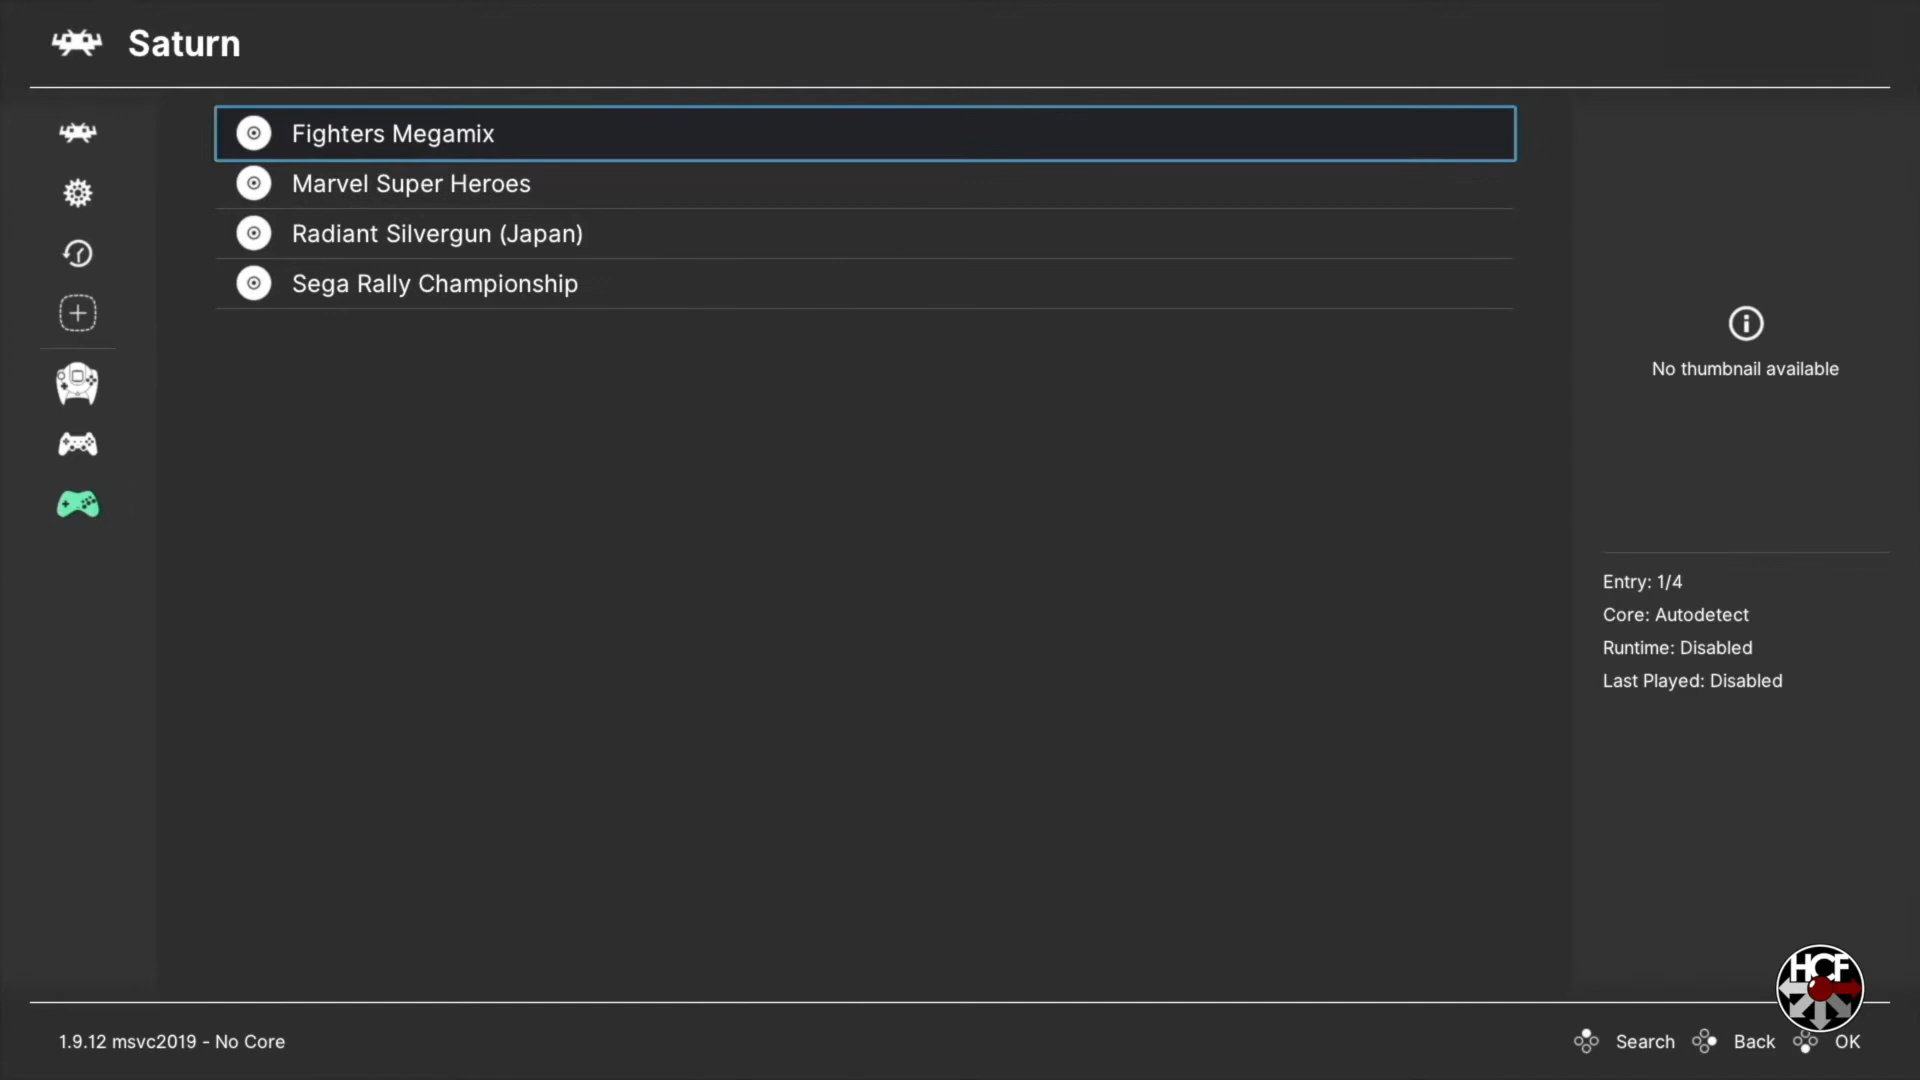 Saturn
Fighters Megamix
Marvel Super Heroes
Radiant Silvergun (Japan)
Sega Rally Championship
No thumbnail available
Entry: 1/4
Core: Autodetect
Runtime: Disabled
Last Played: Disabled
HCF
1.9.12 msvc2019 - No Core
Search Back OK